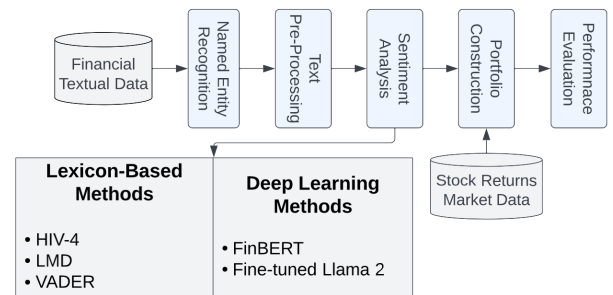 Financial
Textual Data
Named Entity
Recognition
Text
Pre-Processing
Sentiment
Analysis
Portfolio
Construction
Performnace
Evaluation
Stock Returns
Market Data
Lexicon-Based
Methods
• HIV-4
• LMD
• VADER
Deep Learning
Methods
• FinBERT
• Fine-tuned Llama 2